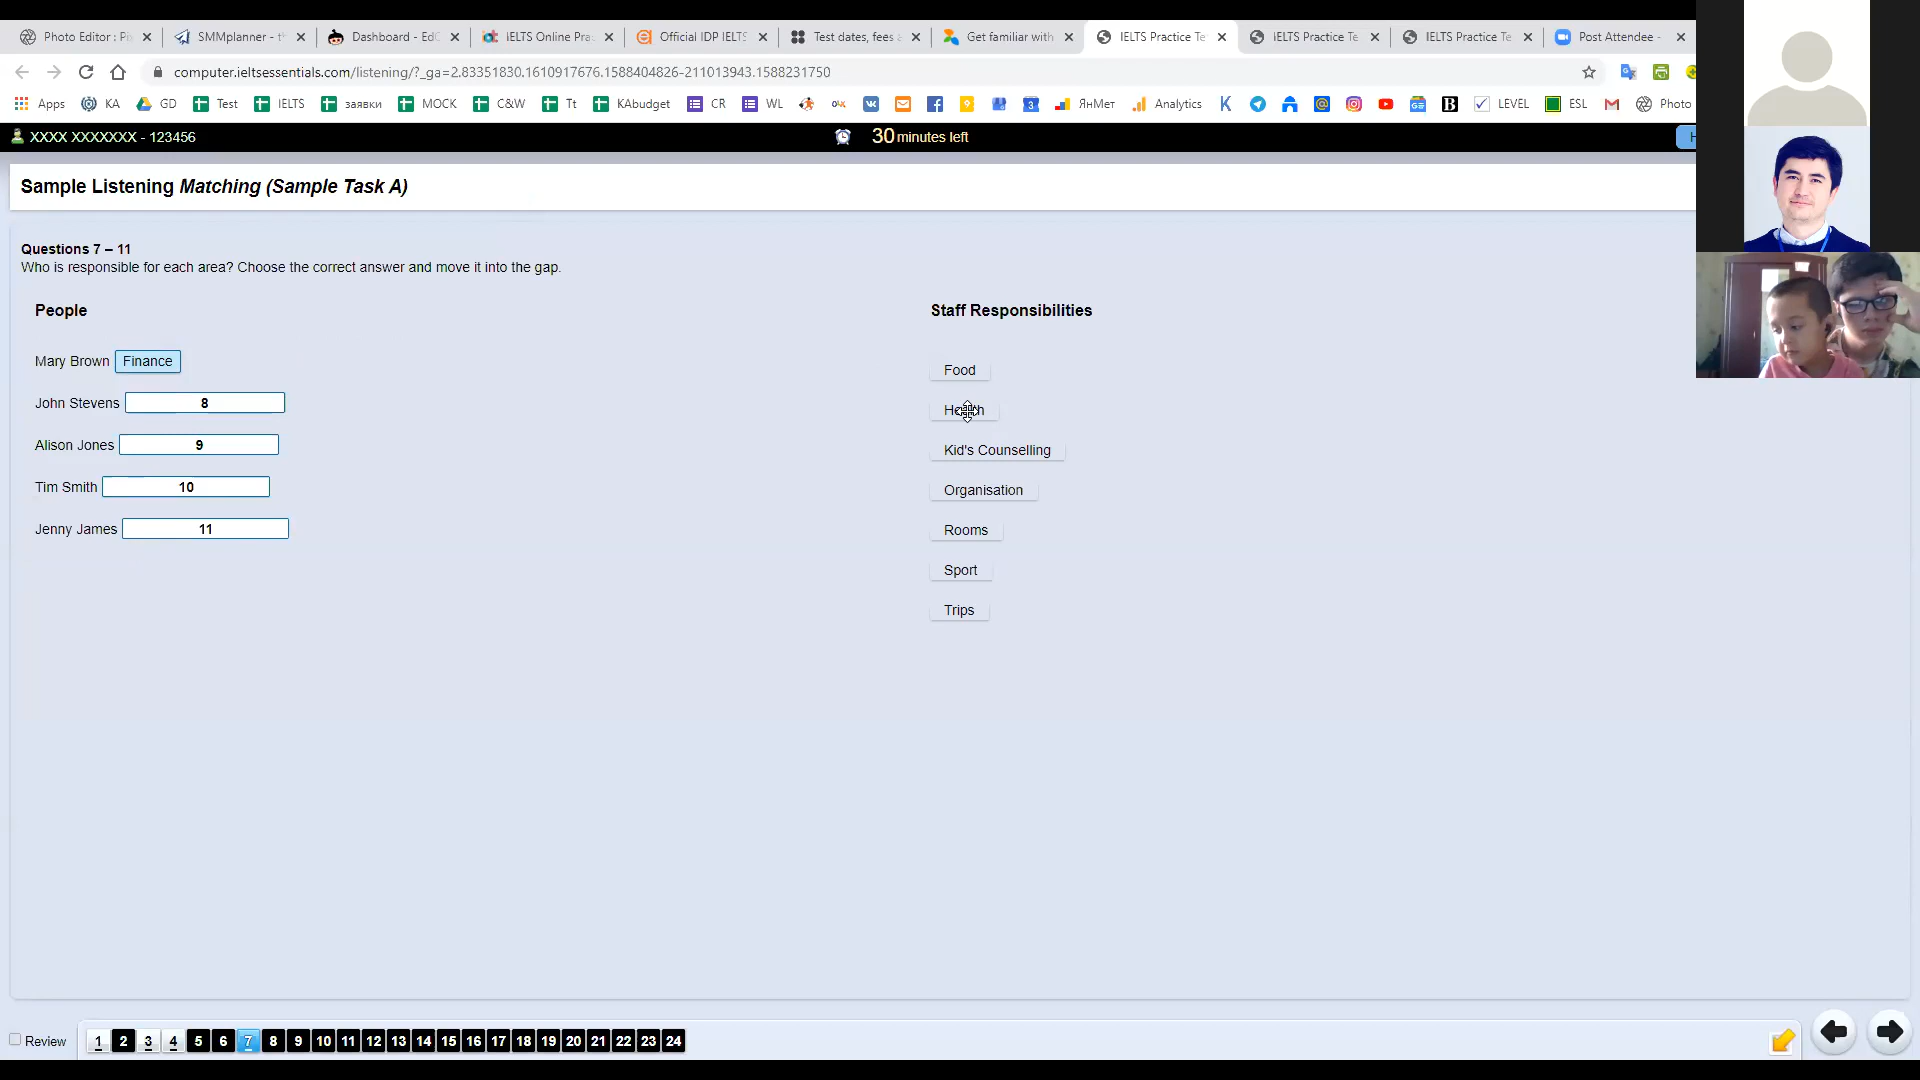 Photo Editor : Pi
SMMplanner - t
Dashboard - Ed
IELTS Online Pra
Official IDP IELTS
Test dates, fees
Get familiar with
IELTS Practice Te
IELTS Practice Te
IELTS Practice Te
Post Attendee -
computer.ieltsessentials.com/listening/?_ga=2.83351830.1610917676.1588404826-211013943.1588231750
Apps KA GD Test IELTS заявки MOCK C&W Tt KAbudget CR WL ЯнМет Analytics LEVEL ESL Photo
XXXX XXXXXXX - 123456
30 minutes left
Sample Listening Matching (Sample Task A)
Questions 7 – 11
Who is responsible for each area? Choose the correct answer and move it into the gap.
People
Mary Brown Finance
John Stevens 8
Alison Jones 9
Tim Smith 10
Jenny James 11
Staff Responsibilities
Food
Health
Kid's Counselling
Organisation
Rooms
Sport
Trips
Review
1 2 3 4 5 6 7 8 9 10 11 12 13 14 15 16 17 18 19 20 21 22 23 24